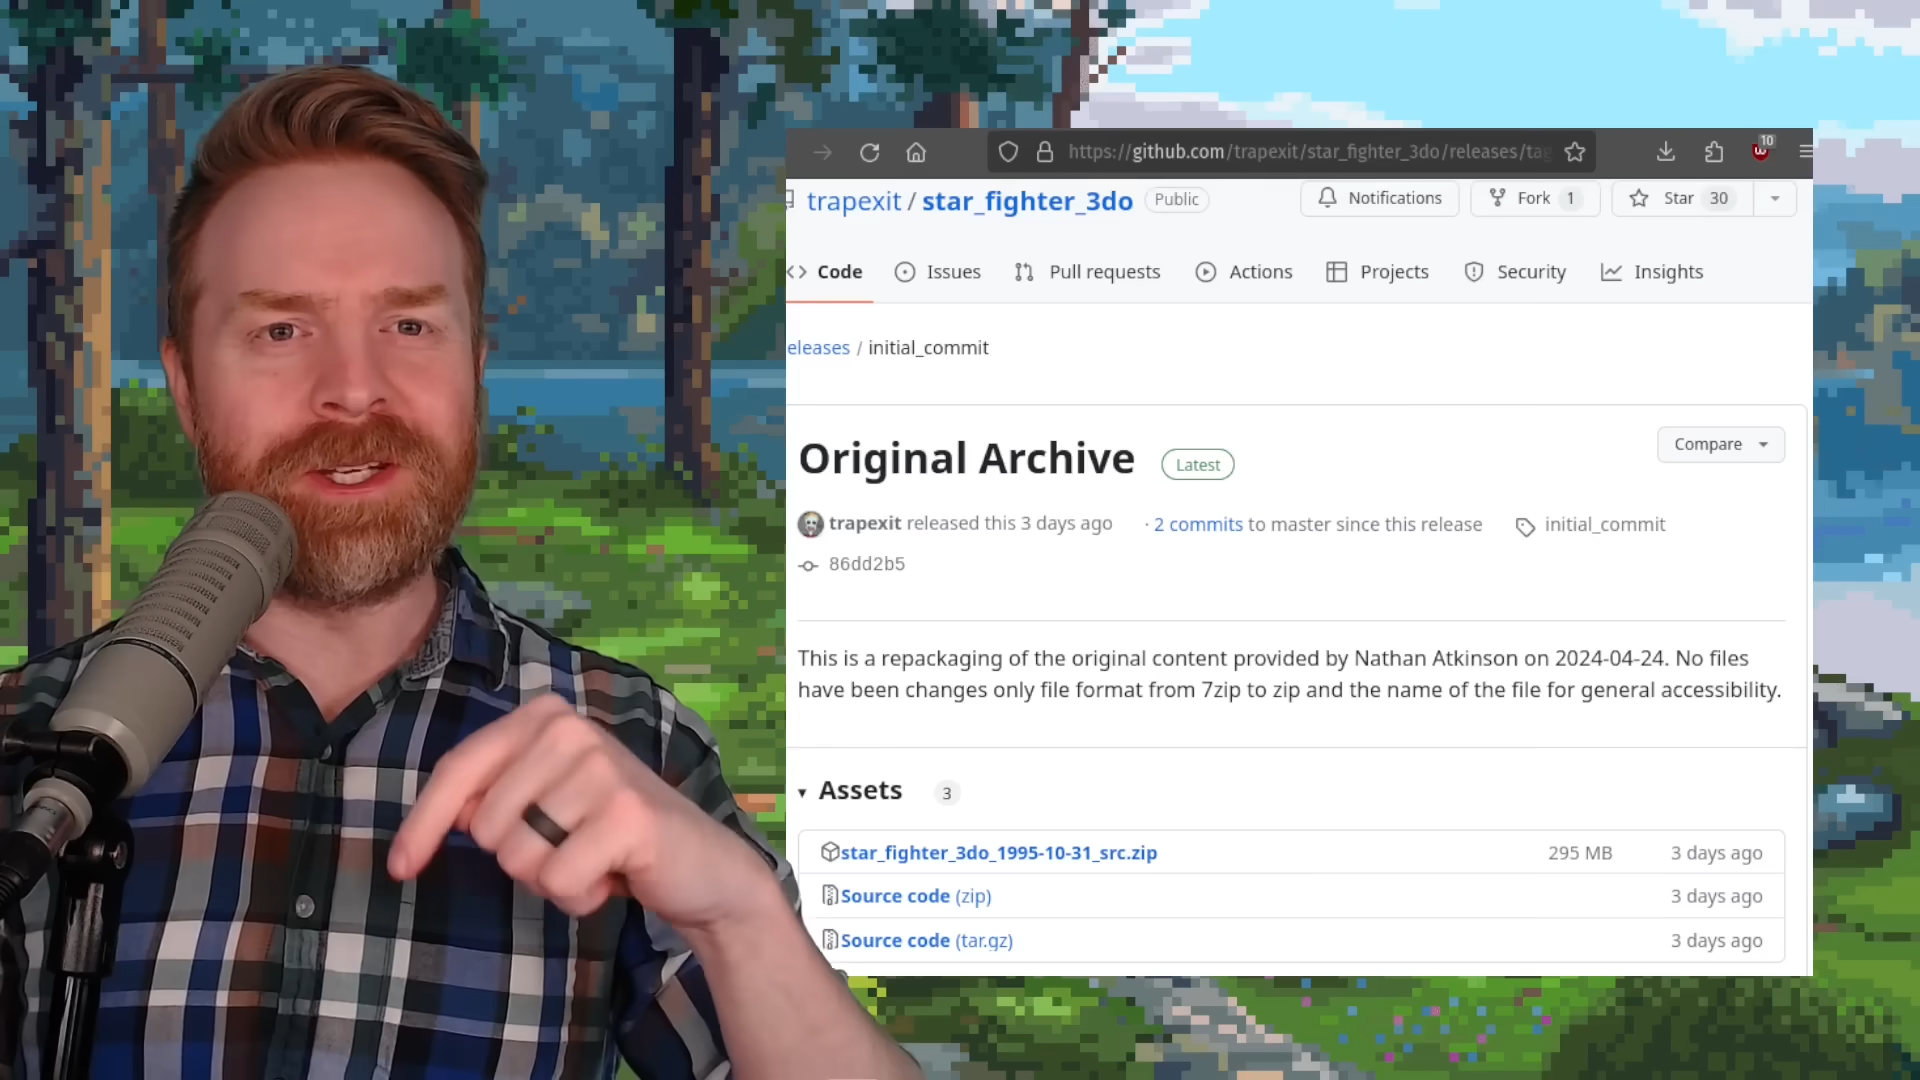 10
https://github.com/trapexit/star_fighter_3do/releases/tag
trapexit / star_fighter_3do Public Notifications Fork 1 Star 30
Code Issues Pull requests Actions Projects Security Insights
eleases / initial_commit
Original Archive Latest Compare
trapexit released this 3 days ago · 2 commits to master since this release initial_commit
86dd2b5
This is a repackaging of the original content provided by Nathan Atkinson on 2024-04-24. No files
have been changes only file format from 7zip to zip and the name of the file for general accessibility.
Assets 3
star_fighter_3do_1995-10-31_src.zip 295 MB 3 days ago
Source code (zip) 3 days ago
Source code (tar.gz) 3 days ago